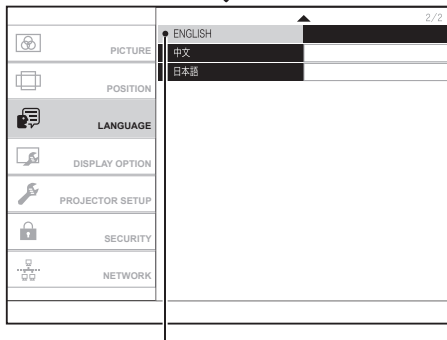 2/2
PICTURE
POSITION
LANGUAGE
DISPLAY OPTION
PROJECTOR SETUP
SECURITY
NETWORK
ENGLISH
中文
日本語